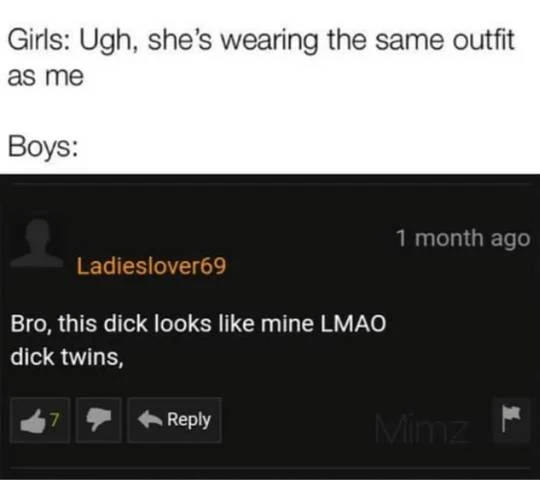 Girls: Ugh, she's wearing the same outfit
as me
Boys:
1 month ago
Ladieslover69
Bro, this dick looks like mine LMAO
dick twins,
7
Reply
Mimz